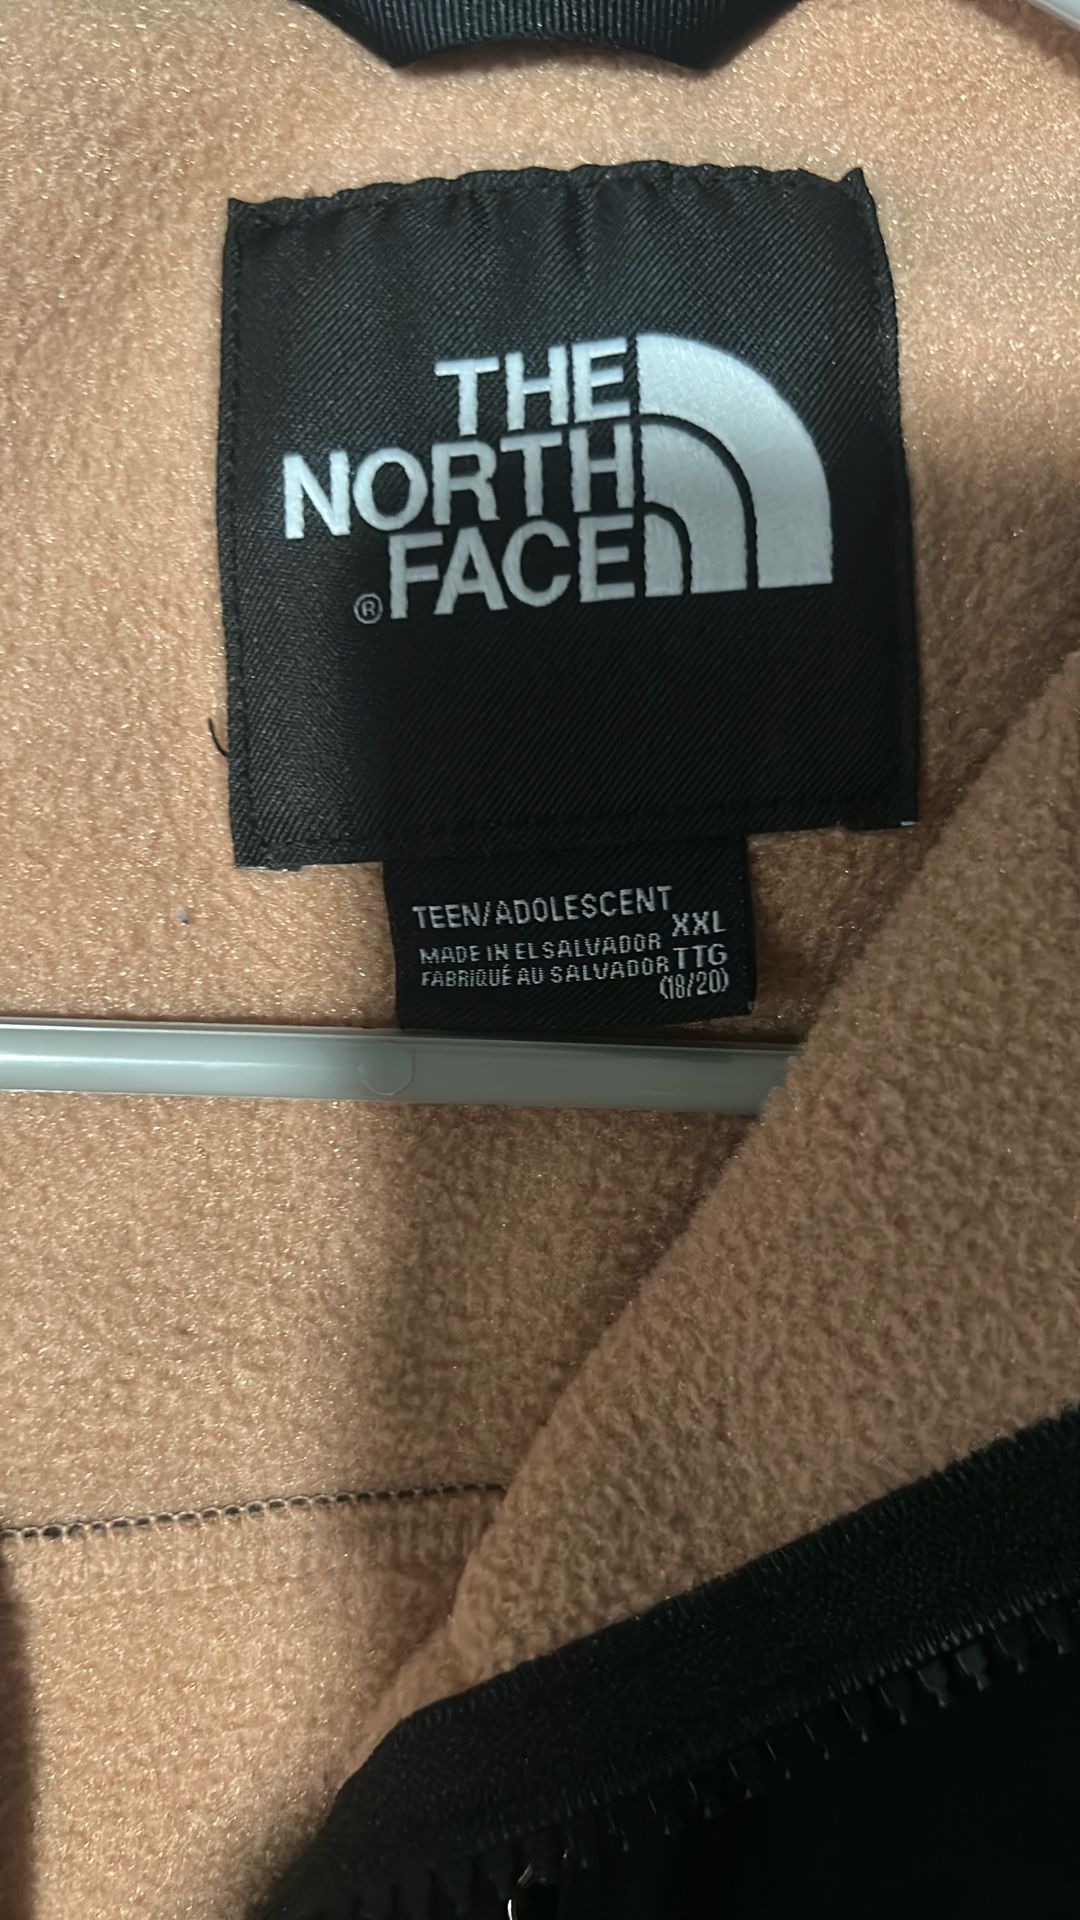 THE
NORTH
FACE
®
TEEN/ADOLESCENT
XXL
MADE IN EL SALVADOR
TTG
FABRIQUÉ AU SALVADOR
(18/20)